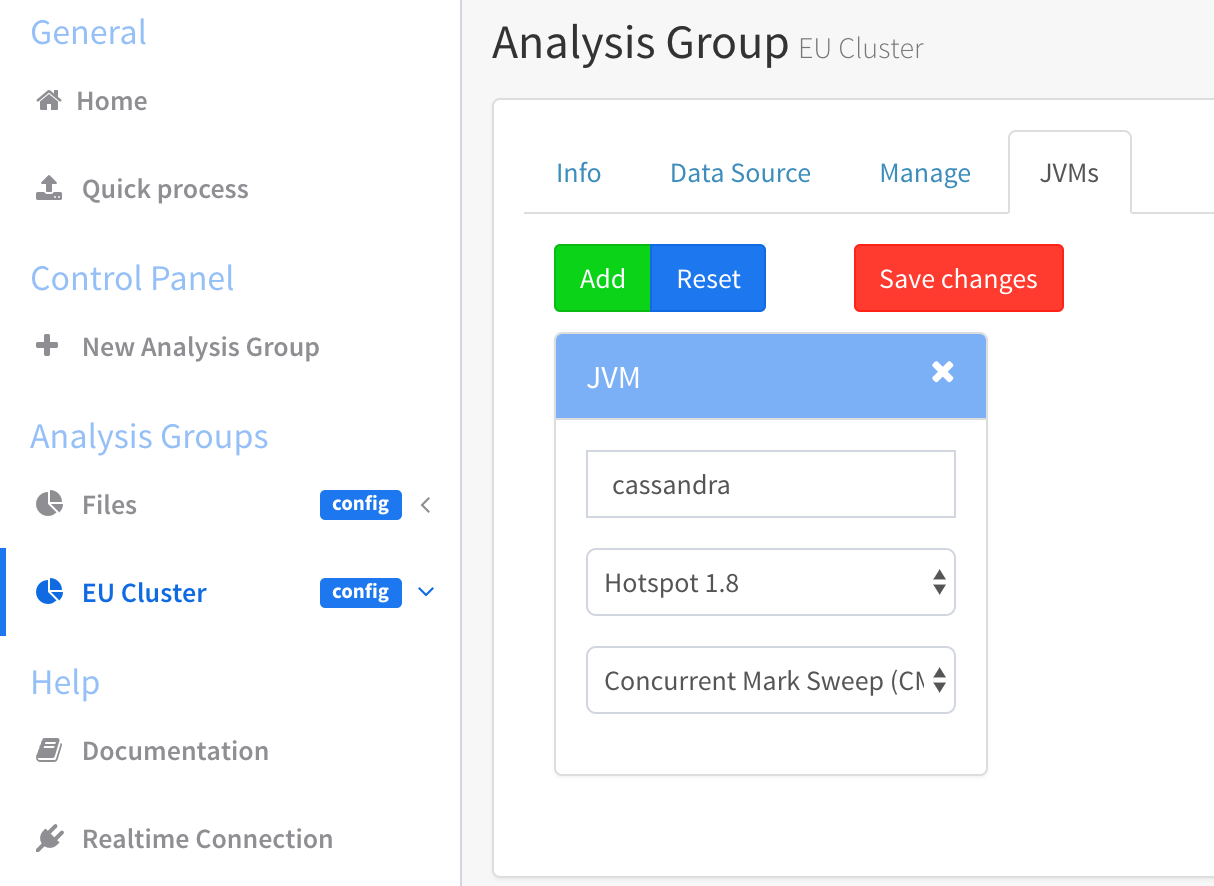 General
Home
Quick process
Control Panel
New Analysis Group
Analysis Groups
Files config
EU Cluster config
Help
Documentation
Realtime Connection
Analysis Group EU Cluster
Info Data Source Manage JVMs
Add Reset Save changes
JVM
cassandra
Hotspot 1.8
Concurrent Mark Sweep (CM